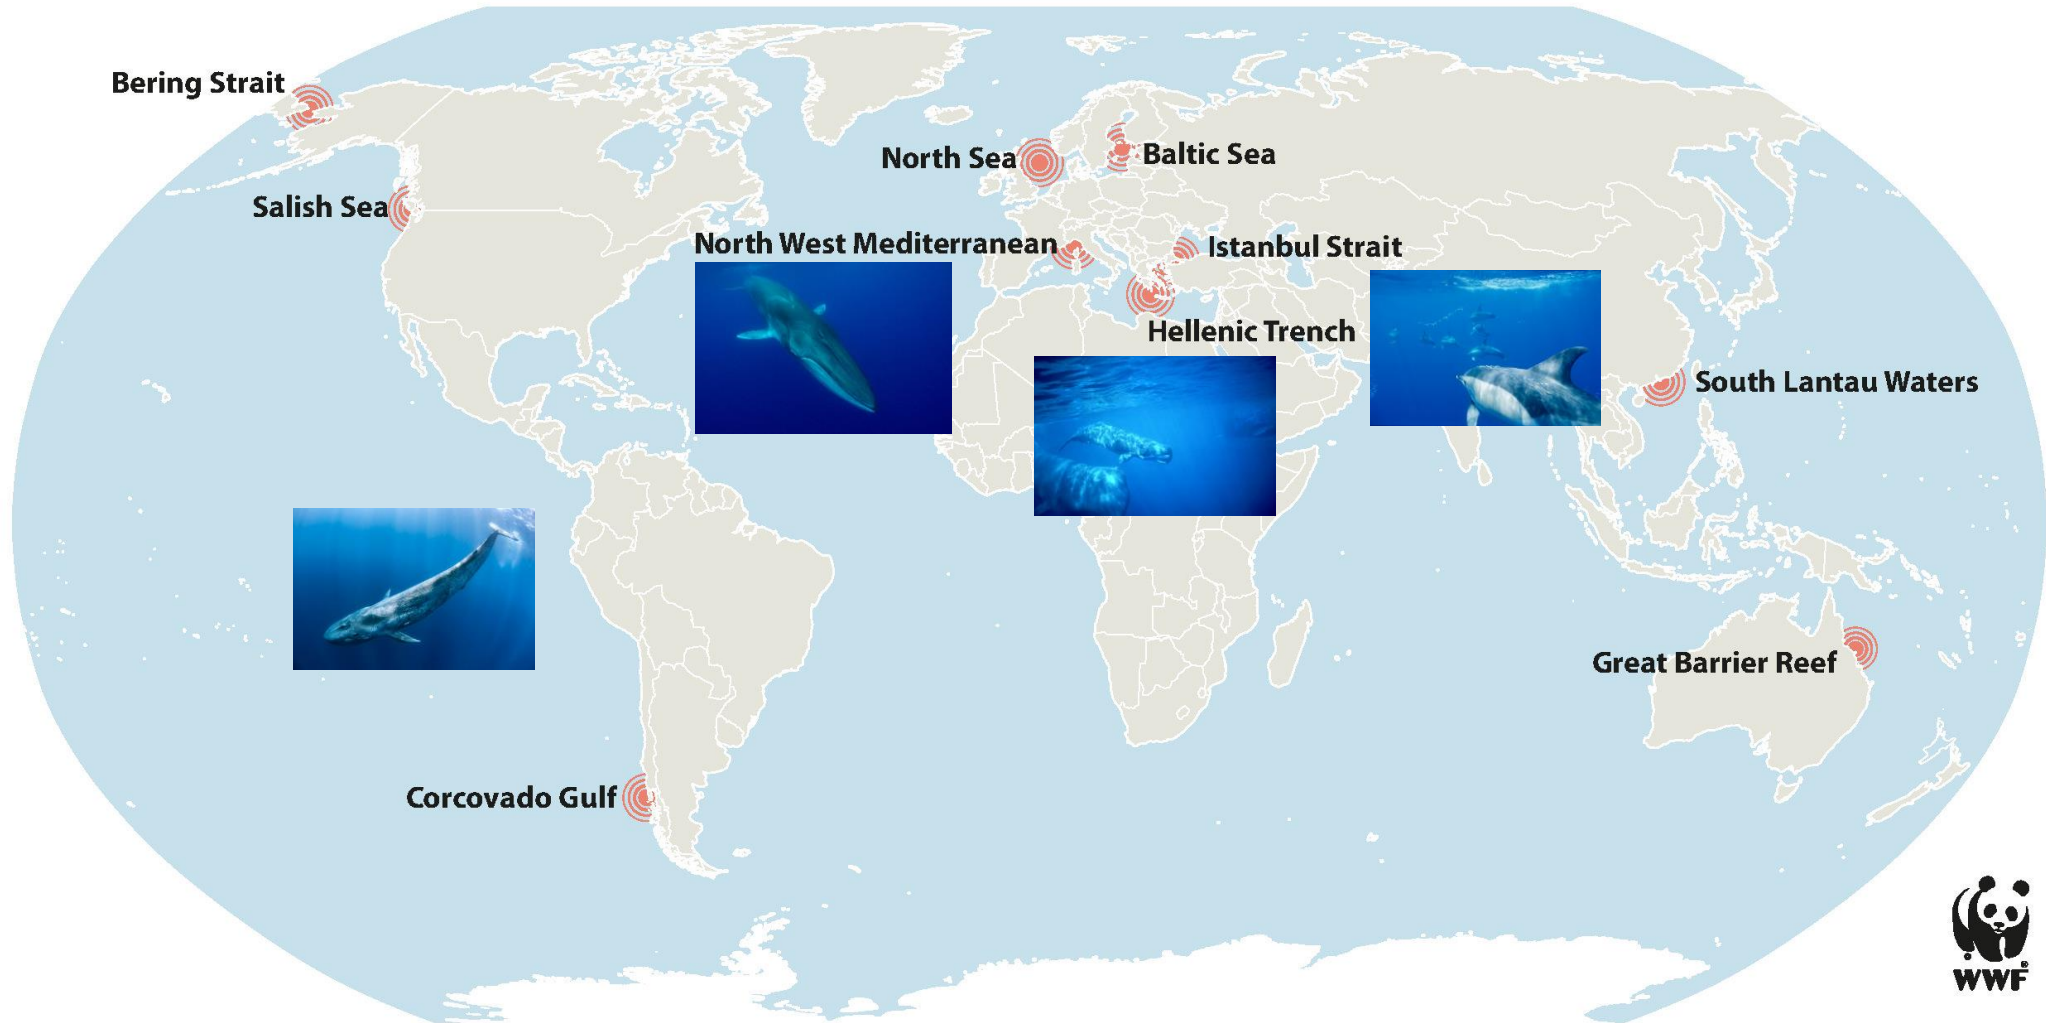 Bering Strait
North Sea
Baltic Sea
Salish Sea
North West Mediterranean
Istanbul Strait
Hellenic Trench
South Lantau Waters
Great Barrier Reef
Corcovado Gulf
WWF